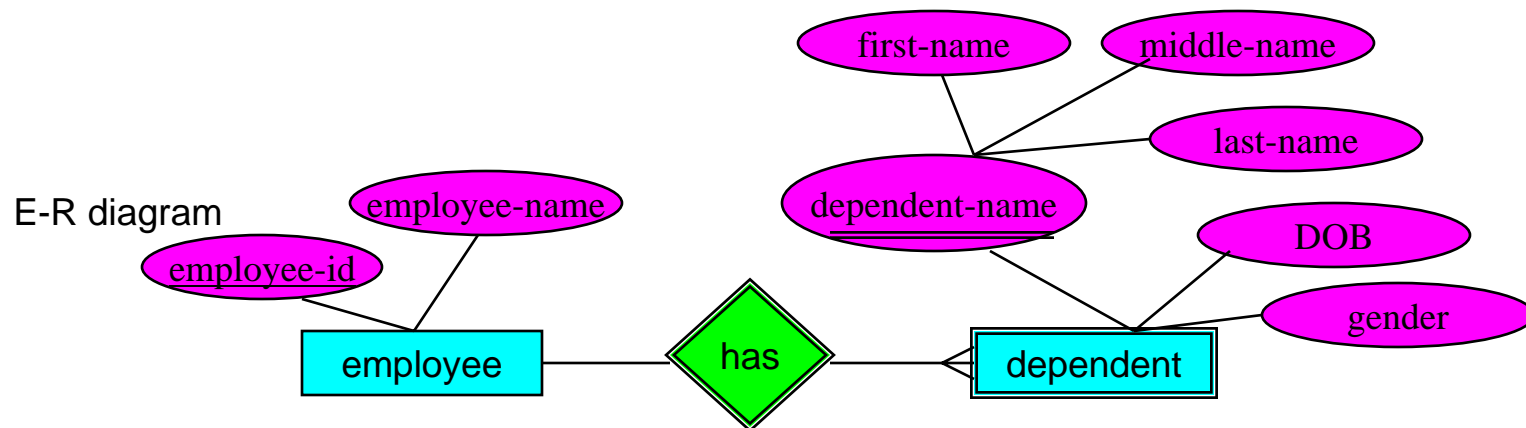 first-name
middle-name
last-name
E-R diagram
employee-name
dependent-name
employee-id
DOB
gender
employee
has
dependent